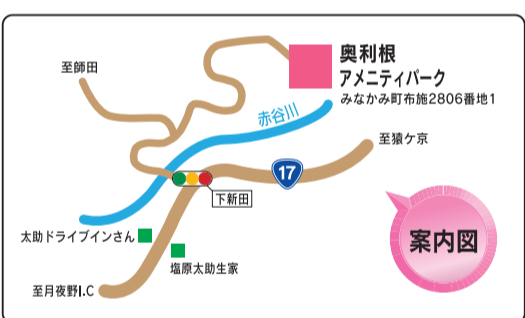 奥利根
アメニティパーク
みなかみ町布施2806番地1
至師田
赤谷川
至猿ケ京
17
下新田
案内図
太助ドライブインさん
塩原太助生家
至月夜野I.C